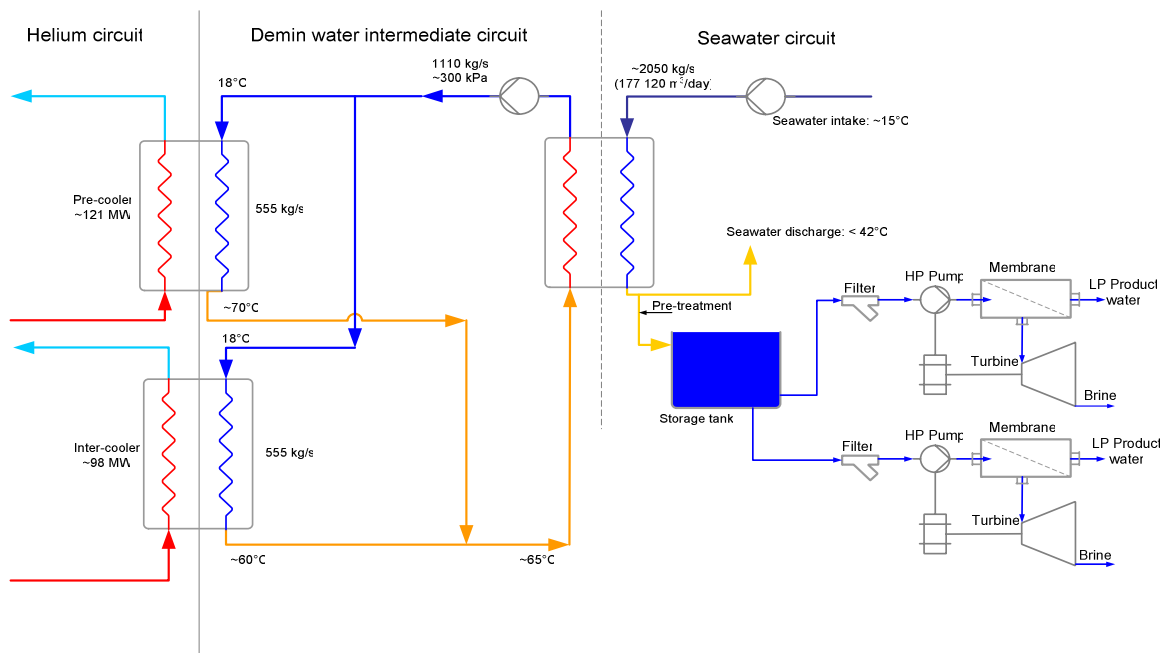 Helium circuit
Demin water intermediate circuit
Seawater circuit
1110 kg/s
~300 kPa
18°C
~2050 kg/s
(177 120 m³/day)
Seawater intake: ~15°C
Pre-cooler
~121 MW
555 kg/s
Seawater discharge: < 42°C
~70°C
Pre-treatment
18°C
Storage tank
Filter
HP Pump
Membrane
LP Product
water
Turbine
Brine
Inter-cooler
~98 MW
555 kg/s
~60°C
~65°C
Filter
HP Pump
Membrane
LP Product
water
Turbine
Brine